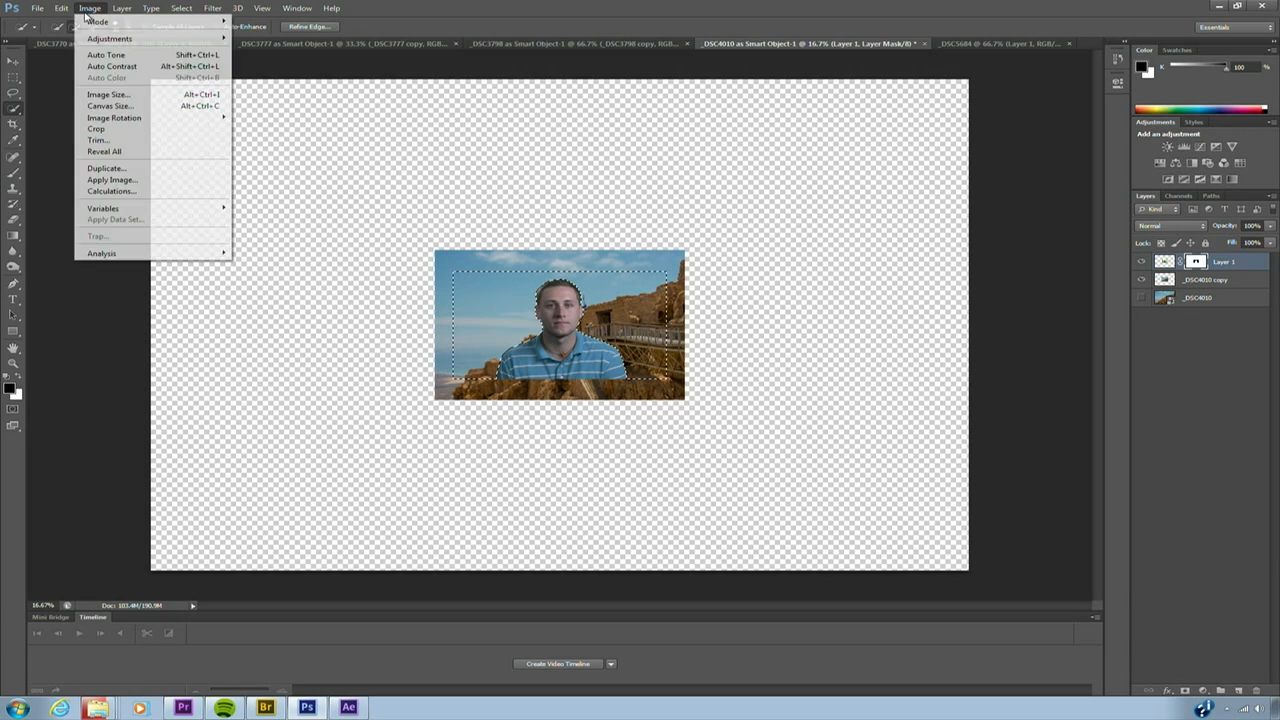 Ps File Edit Image Layer Type Select Filter 3D View Window Help
Refine Edge... Essentials
_DSC3777 as Smart Object-1 @ 33.3% (_DSC3777 copy, RGB... × _DSC3798 as Smart Object-1 @ 66.7% (_DSC3798 copy, RGB... × _DSC4010 as Smart Object-1 @ 16.7% (Layer 1, Layer Mask/8) * × _DSC5684 @ 66.7% (Layer 1, RGB/... ×
Mode
Adjustments
Auto Tone Shift+Ctrl+L
Auto Contrast Alt+Shift+Ctrl+L
Auto Color Shift+Ctrl+B
Image Size... Alt+Ctrl+I
Canvas Size... Alt+Ctrl+C
Image Rotation
Crop
Trim...
Reveal All
Duplicate...
Apply Image...
Calculations...
Variables
Apply Data Set...
Trap...
Analysis
Color Swatches
K 100 %
Adjustments Styles
Add an adjustment
Layers Channels Paths
Kind
Normal Opacity: 100%
Lock: Fill: 100%
Layer 1
_DSC4010 copy
_DSC4010
16.67% Doc: 103.4M/190.9M
Mini Bridge Timeline
Create Video Timeline
Pr Br Ps Ae